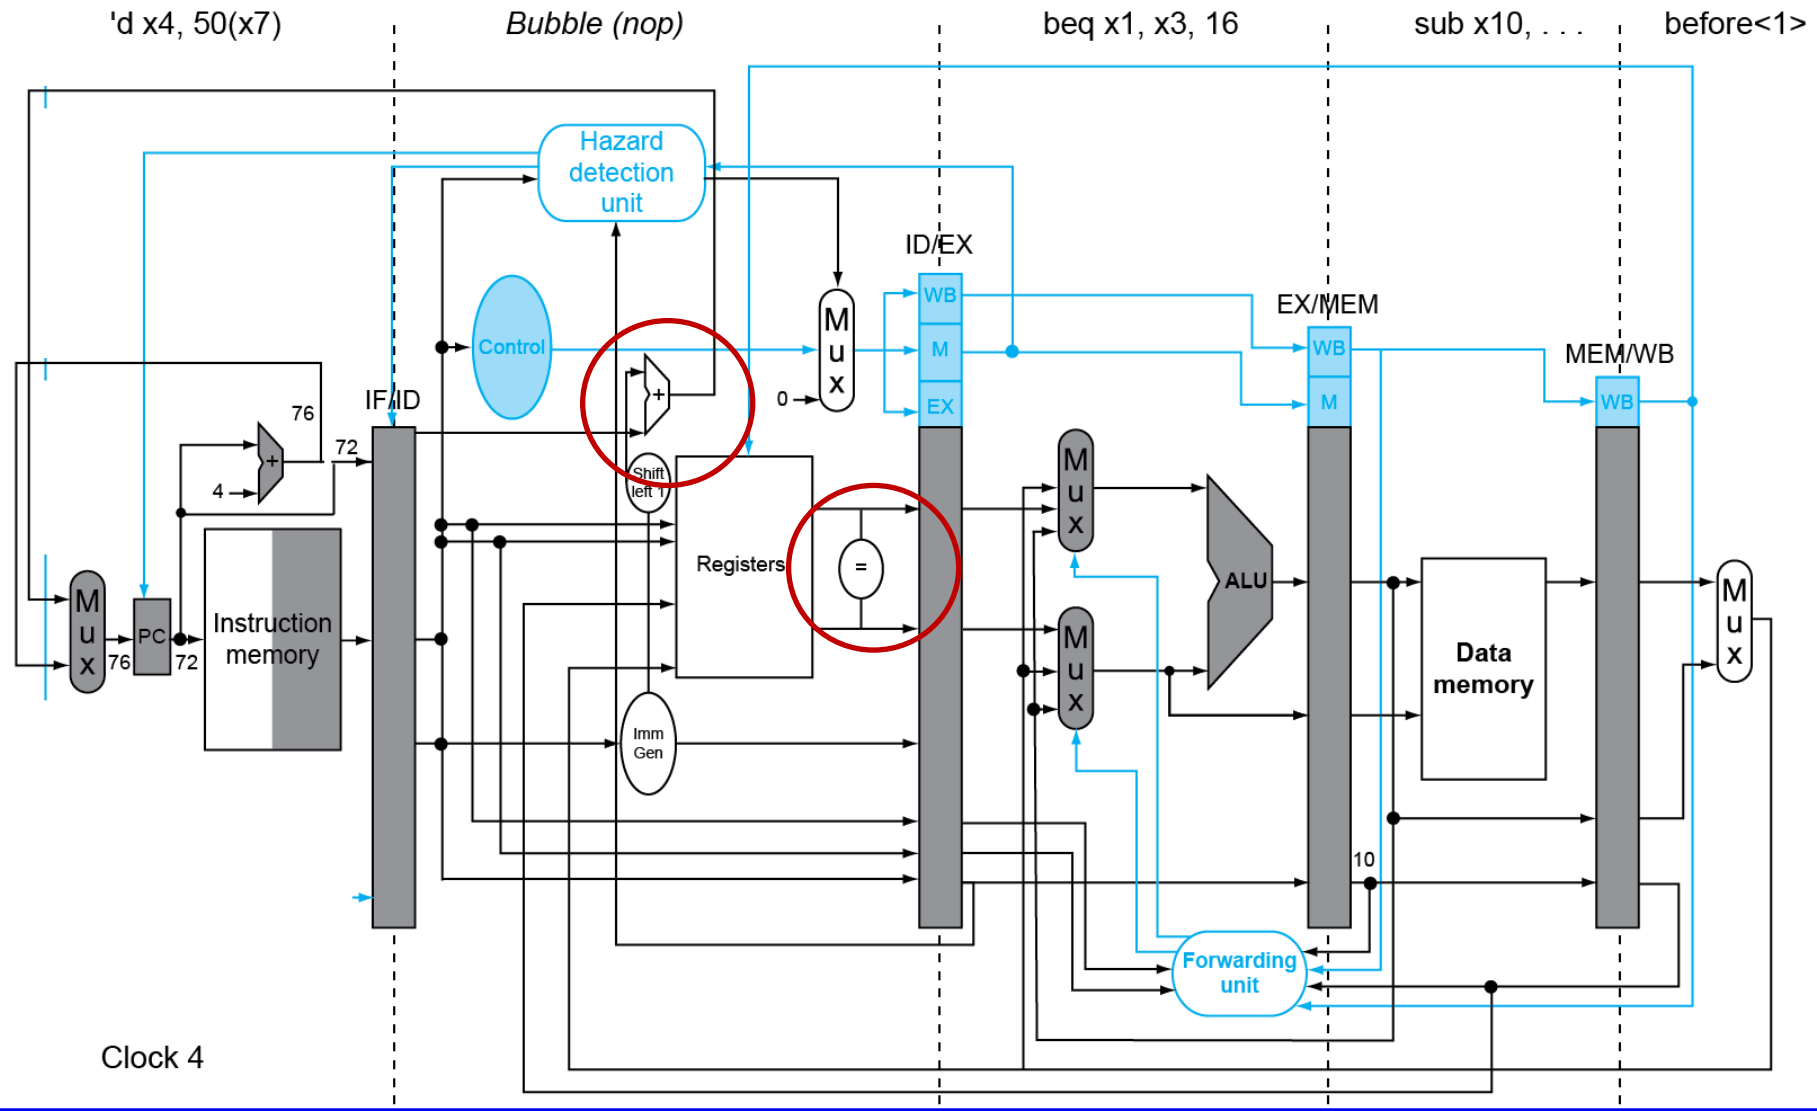 'd x4, 50(x7)
Bubble (nop)
beq x1, x3, 16
sub x10, . . .
before<1>
Hazard
detection
unit
ID/EX
WB
M
EX
EX/MEM
WB
M
MEM/WB
WB
Control
M
u
x
0
+
IF/ID
76
72
+
4
Shift
left 1
Registers
=
M
u
x
ALU
M
u
x
PC
76
72
Instruction
memory
M
u
x
Data
memory
M
u
x
Imm
Gen
10
Forwarding
unit
Clock 4